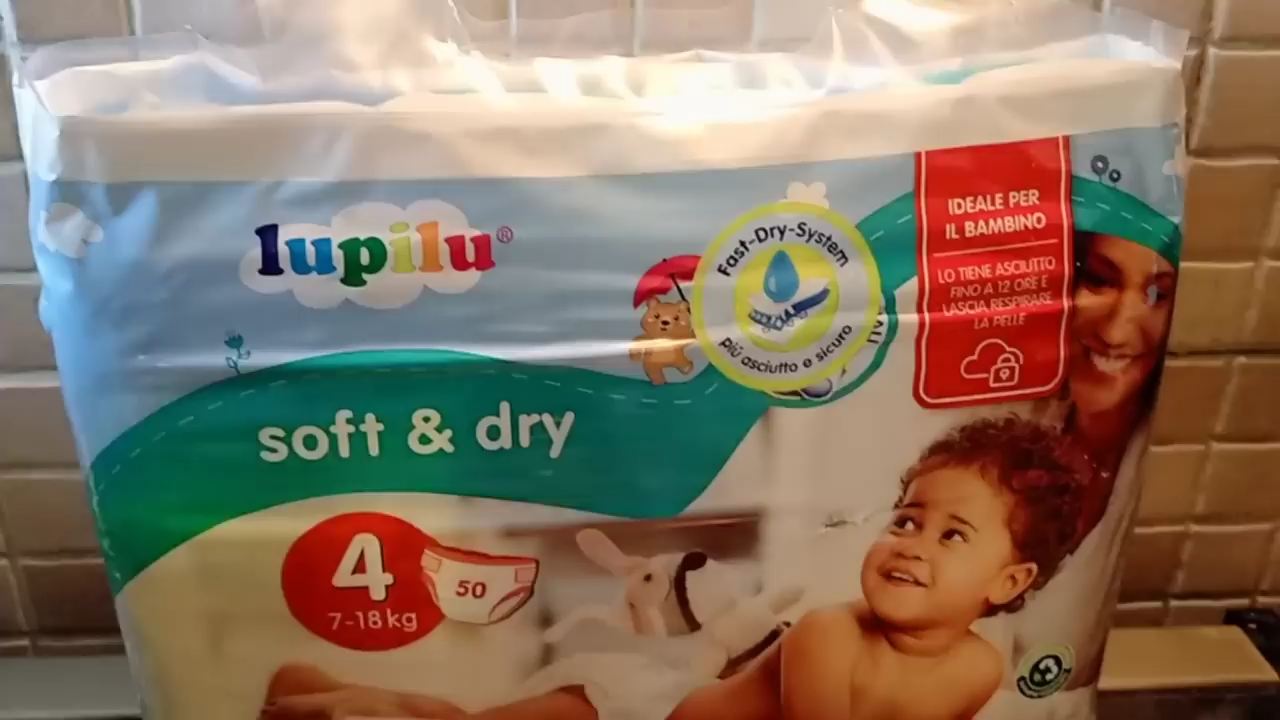 lupilu®
Fast-Dry-System
più asciutto e sicuro
IDEALE PER
IL BAMBINO
LO TIENE ASCIUTTO
FINO A 12 ORE E
LASCIA RESPIRARE
LA PELLE
soft & dry
4
7-18kg
50